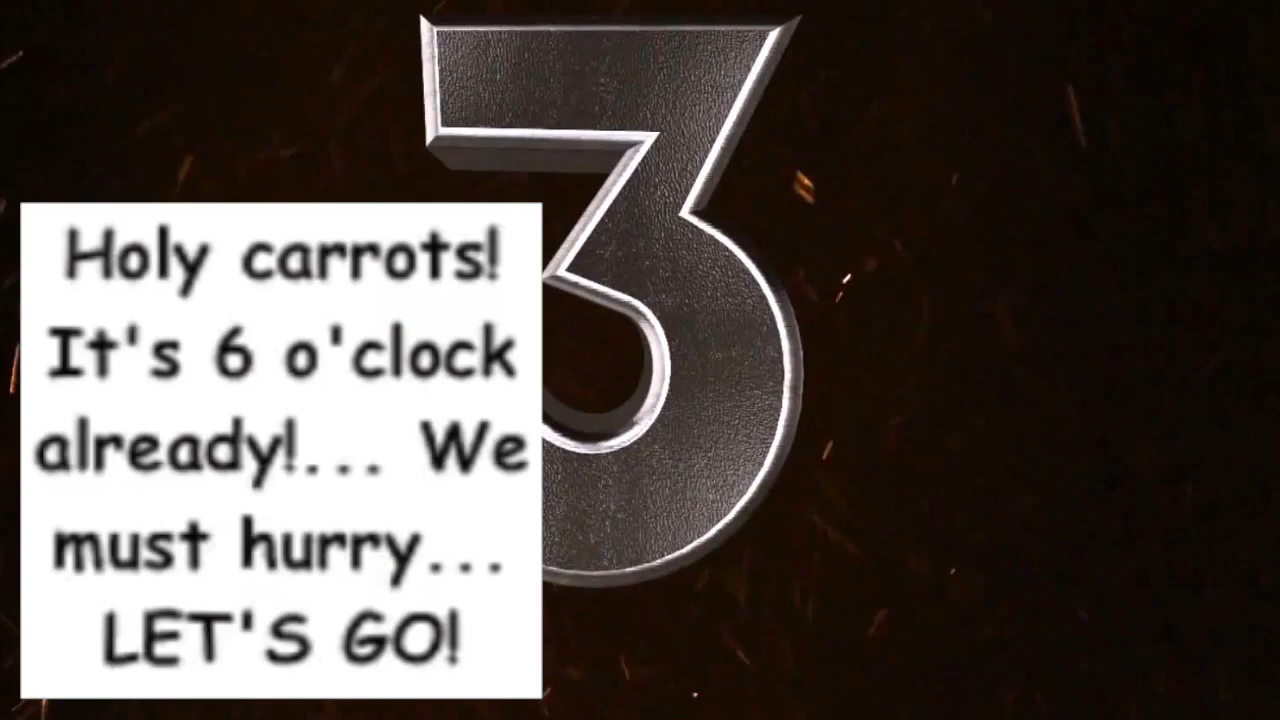 3
Holy carrots!
It's 6 o'clock
already!... We
must hurry...
LET'S GO!